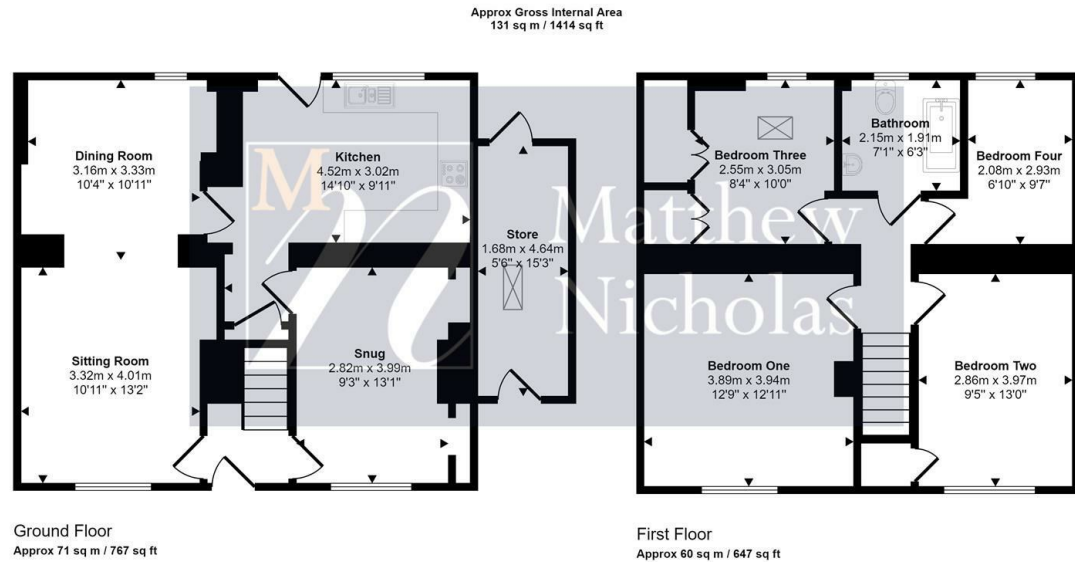 Approx Gross Internal Area
131 sq m / 1414 sq ft
Dining Room
3.16m x 3.33m
10'4" x 10'11"
Kitchen
4.52m x 3.02m
14'10" x 9'11"
Store
1.68m x 4.64m
5'6" x 15'3"
Sitting Room
3.32m x 4.01m
10'11" x 13'2"
Snug
2.82m x 3.99m
9'3" x 13'1"
Bedroom Three
2.55m x 3.05m
8'4" x 10'0"
Bathroom
2.15m x 1.91m
7'1" x 6'3"
Bedroom Four
2.08m x 2.93m
6'10" x 9'7"
Bedroom One
3.89m x 3.94m
12'9" x 12'11"
Bedroom Two
2.86m x 3.97m
9'5" x 13'0"
M
n
Matthew
Nicholas
Ground Floor
Approx 71 sq m / 767 sq ft
First Floor
Approx 60 sq m / 647 sq ft